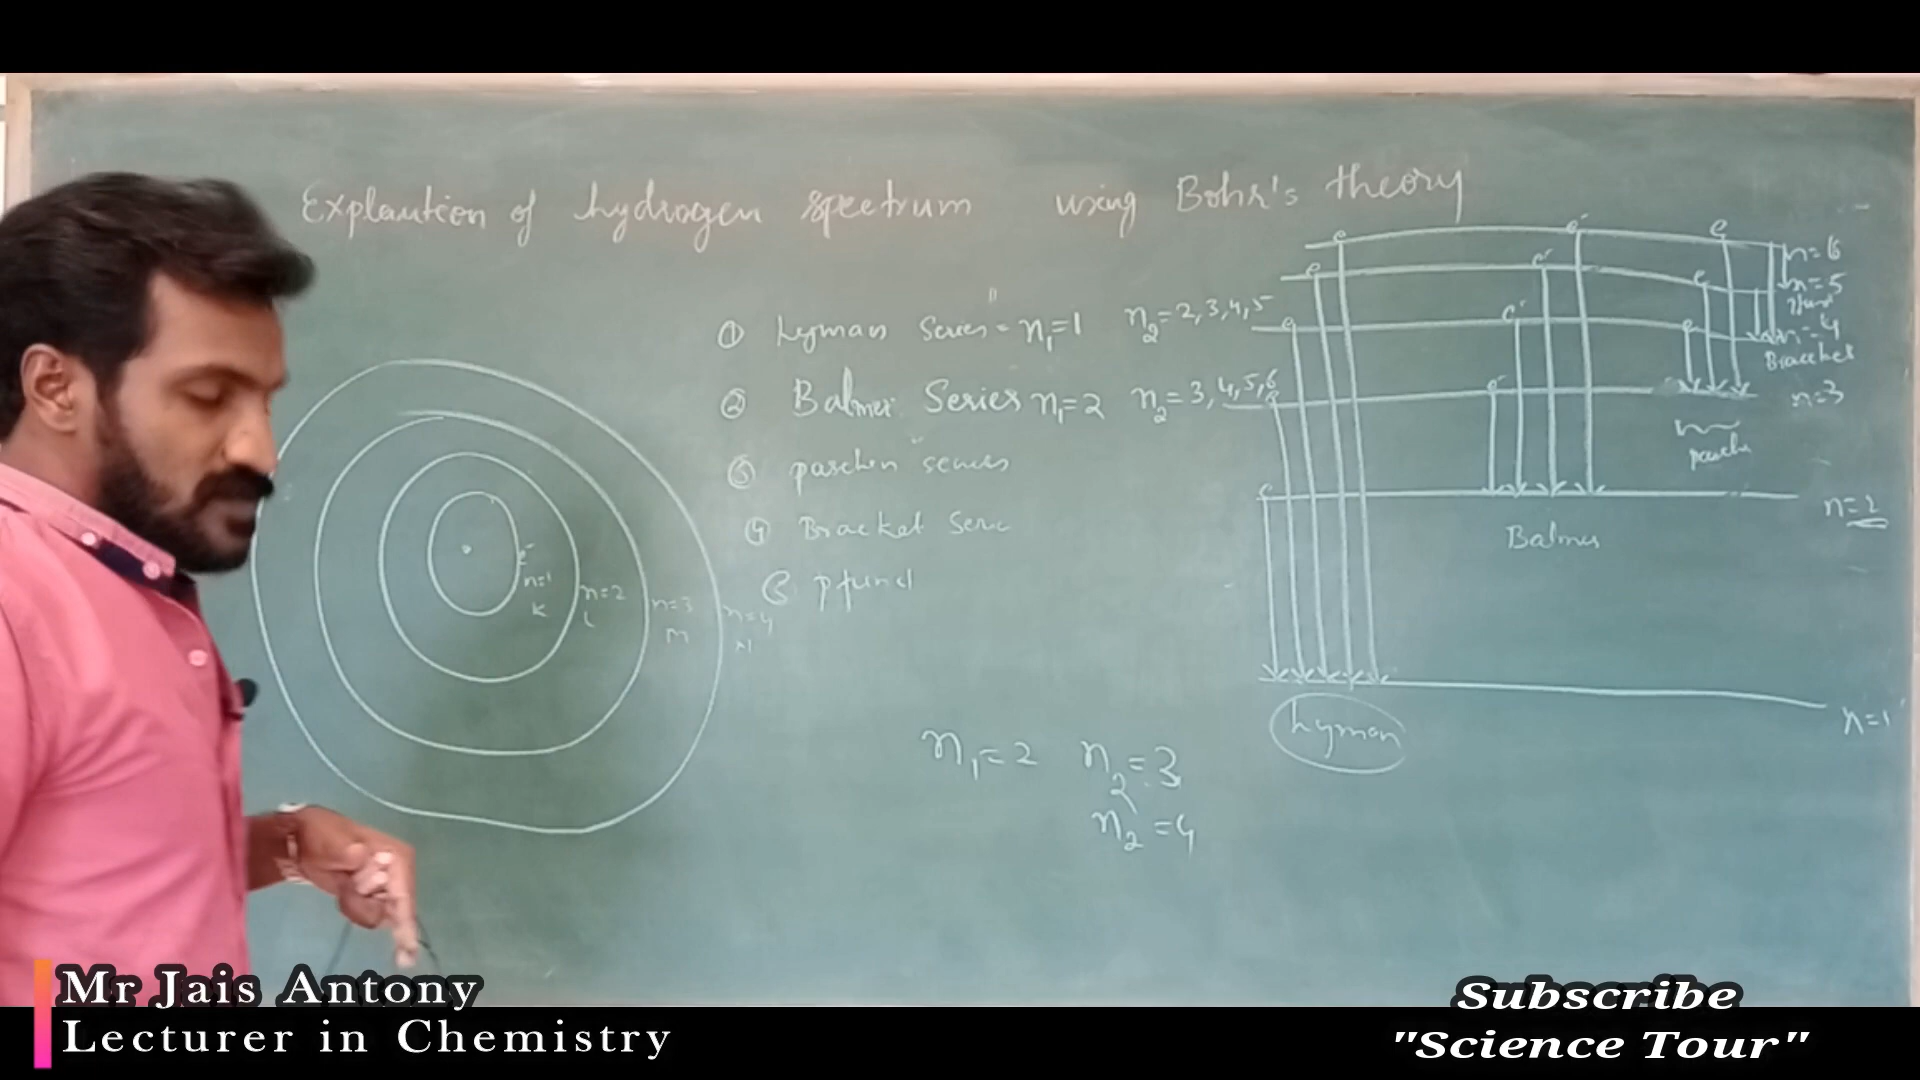 Explantion of hydrogen spectrum using Bohr's theory
① Lyman Series = n₁=1 n₂=2,3,4,5
② Balmer Series n₁=2 n₂=3,4,5,6
③ paschen series
④ Bracket Serie
⑤ pfund
e⁻
n=1
K
n=2
L
n=3
M
n=4
N
n₁=2 n₂=3
n₂=4
e e⁻ e
n=6
e e⁻ e
n=5
pfund
e e⁻ e
n=4
Bracket
e e⁻
n=3
pasche
e
n=2
Balmer
n=1
Lyman
Mr Jais Antony
Lecturer in Chemistry
Subscribe
"Science Tour"